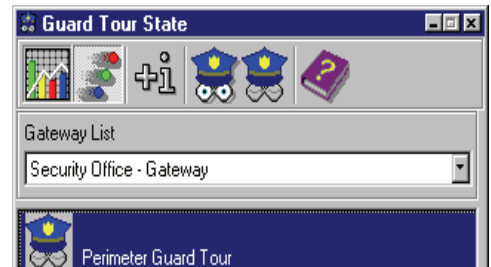 Guard Tour State
Gateway List
Security Office - Gateway
Perimeter Guard Tour